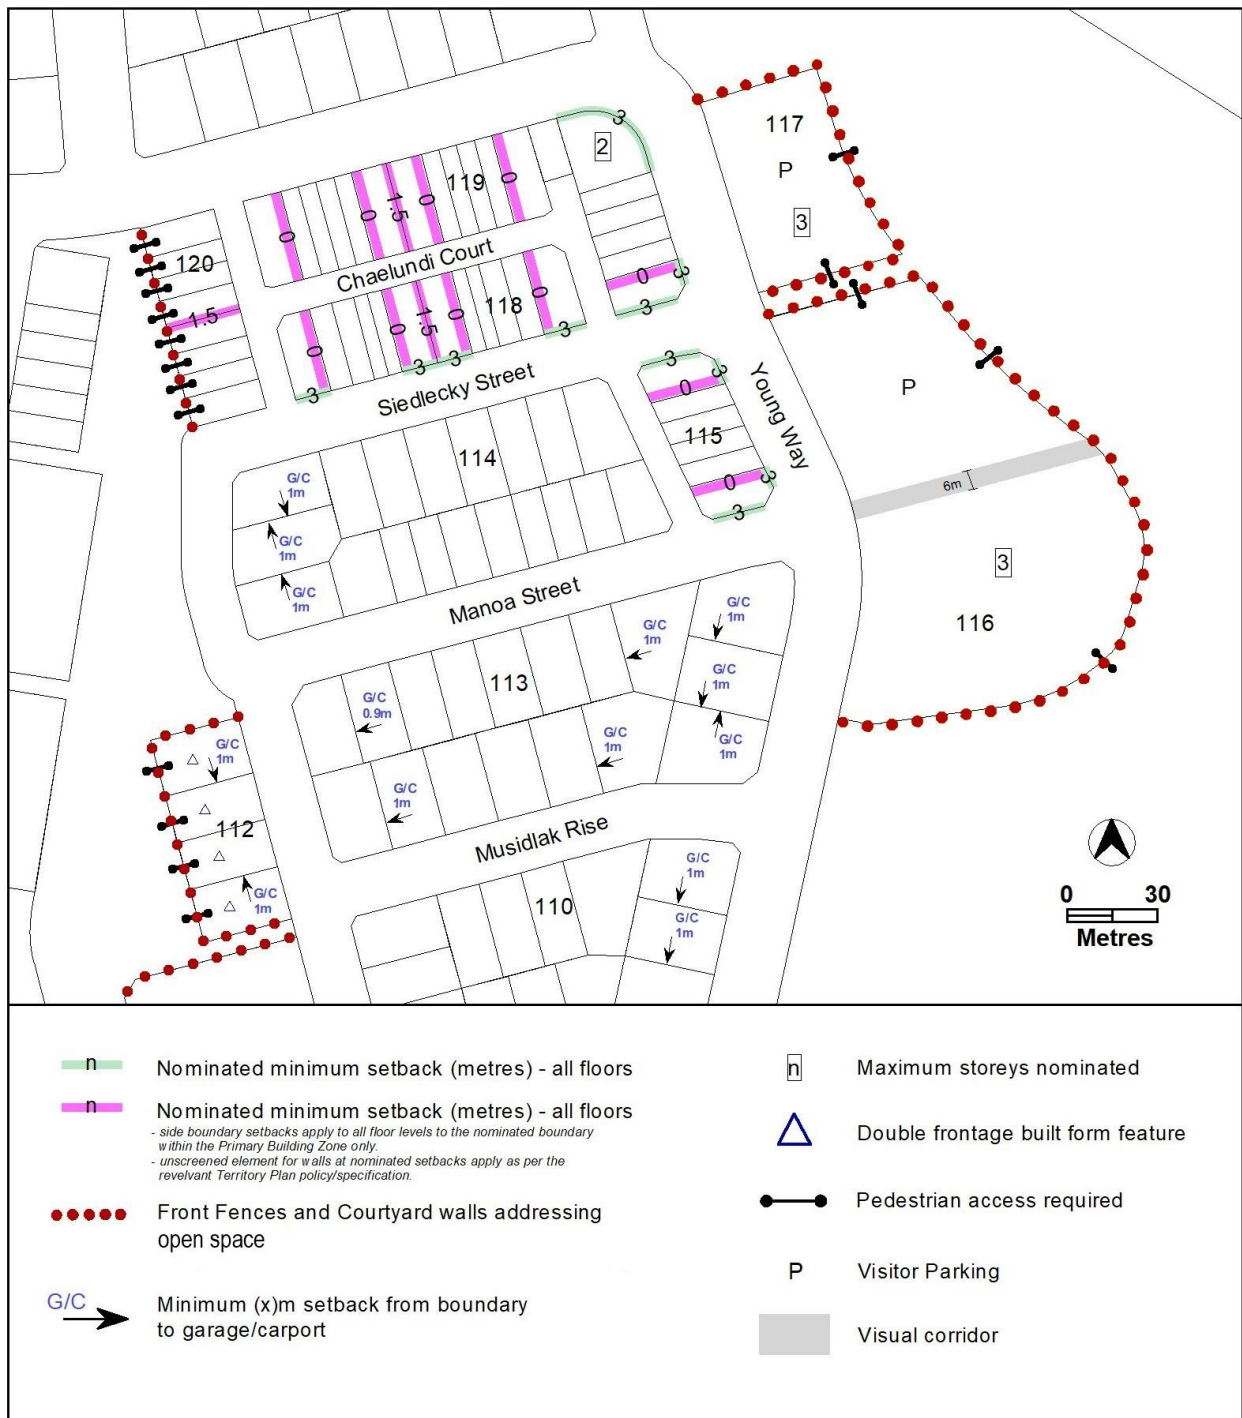 117
P
3
3
2
119
0
1.5
0
0
0
Chaelundi Court
120
1.5
118
0
0
1.5
0
0
3
3
3
3
0
3
3
Siedlecky Street
3
3
0
115
0
3
3
Young Way
P
6m
3
116
114
G/C
1m
G/C
1m
G/C
1m
Manoa Street
G/C
1m
G/C
1m
G/C
1m
G/C
1m
113
G/C
0.9m
G/C
1m
G/C
1m
Musidlak Rise
G/C
1m
112
G/C
1m
110
G/C
1m
G/C
1m
0 30
Metres
n Nominated minimum setback (metres) - all floors
n Nominated minimum setback (metres) - all floors
- side boundary setbacks apply to all floor levels to the nominated boundary
within the Primary Building Zone only.
- unscreened element for walls at nominated setbacks apply as per the
revelvant Territory Plan policy/specification.
Front Fences and Courtyard walls addressing
open space
G/C Minimum (x)m setback from boundary
to garage/carport
n Maximum storeys nominated
Double frontage built form feature
Pedestrian access required
P Visitor Parking
Visual corridor